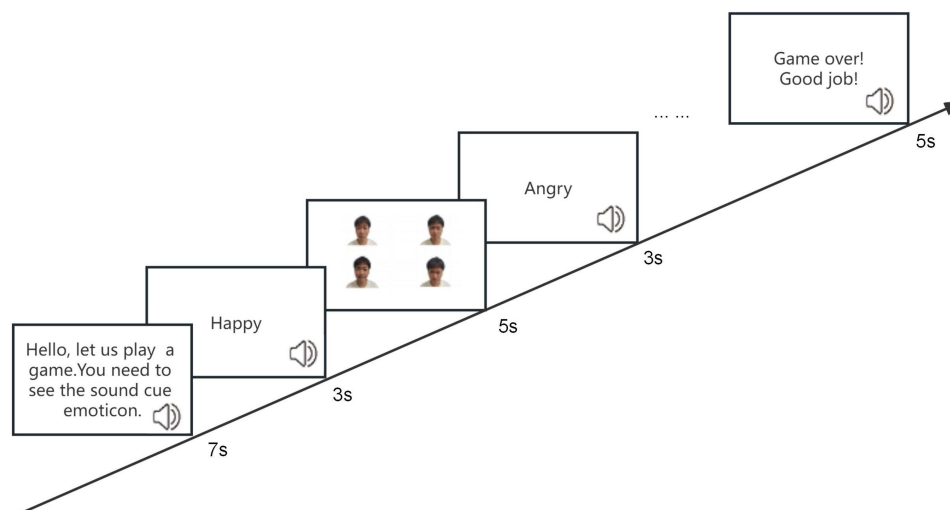 Hello, let us play a
game.You need to
see the sound cue
emoticon.
7s
Happy
3s
5s
Angry
3s
... ...
Game over!
Good job!
5s